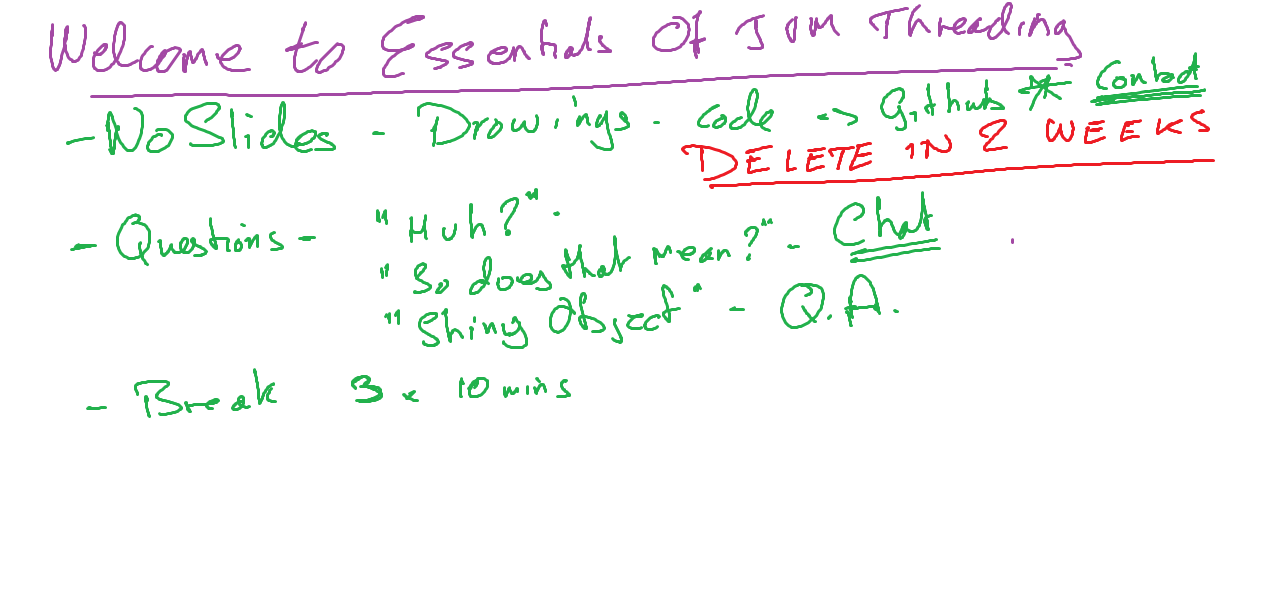 Welcome to Essentials Of JVM Threading
- No Slides - Drawings - code -> Github * Contact
DELETE IN 2 WEEKS
- Questions - "Huh?" -
"So does that mean?" - Chat
"Shiny Object" - Q.A.
- Break 3 x 10 mins